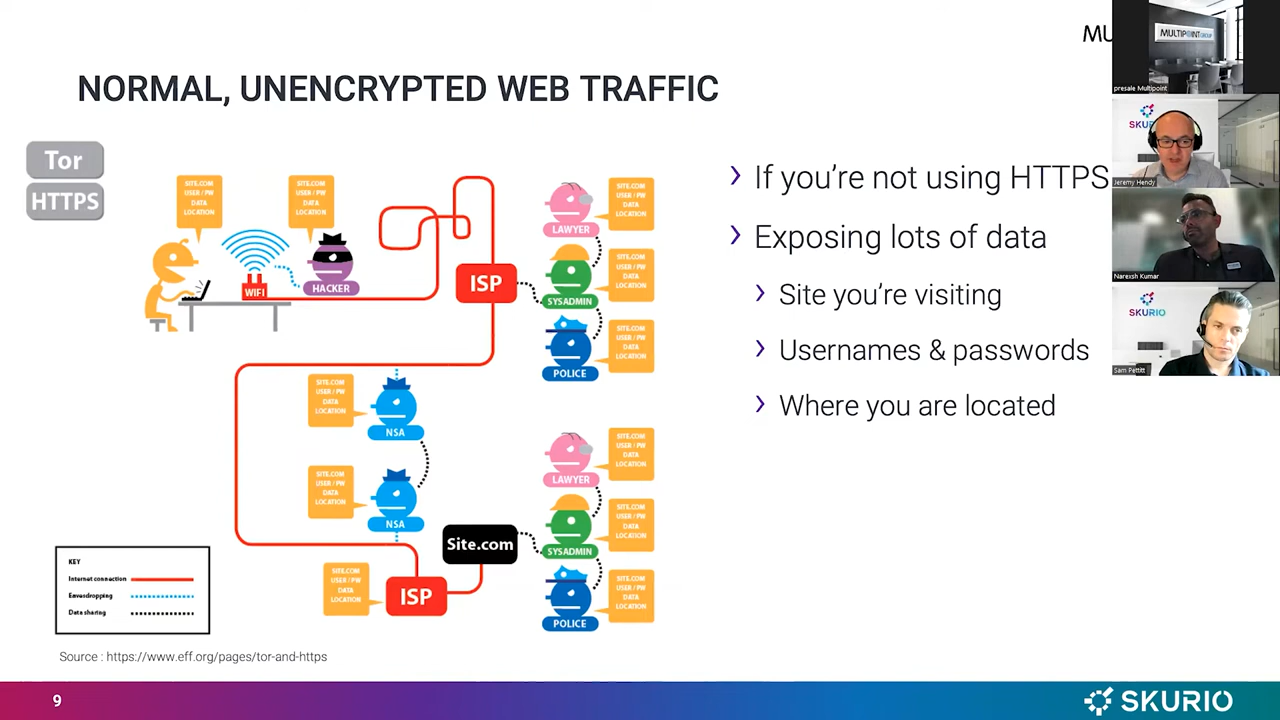 NORMAL, UNENCRYPTED WEB TRAFFIC
MU
MULTIPOINT GROUP
presale Multipoint
SKURIO
Jeremy Hendy
Narexsh Kumar
SKURIO
Sam Pettitt
Tor
HTTPS
SITE.COM
USER / PW
DATA
LOCATION
SITE.COM
USER / PW
DATA
LOCATION
WIFI
HACKER
ISP
LAWYER
SITE.COM
USER / PW
DATA
LOCATION
SYSADMIN
SITE.COM
USER / PW
DATA
LOCATION
POLICE
SITE.COM
USER / PW
DATA
LOCATION
SITE.COM
USER / PW
DATA
LOCATION
NSA
SITE.COM
USER / PW
DATA
LOCATION
NSA
LAWYER
SITE.COM
USER / PW
DATA
LOCATION
Site.com
SYSADMIN
SITE.COM
USER / PW
DATA
LOCATION
SITE.COM
USER / PW
DATA
LOCATION
ISP
POLICE
SITE.COM
USER / PW
DATA
LOCATION
KEY
Internet connection
Eavesdropping
Data sharing
Source : https://www.eff.org/pages/tor-and-https
› If you’re not using HTTPS
› Exposing lots of data
› Site you’re visiting
› Usernames & passwords
› Where you are located
9
SKURIO